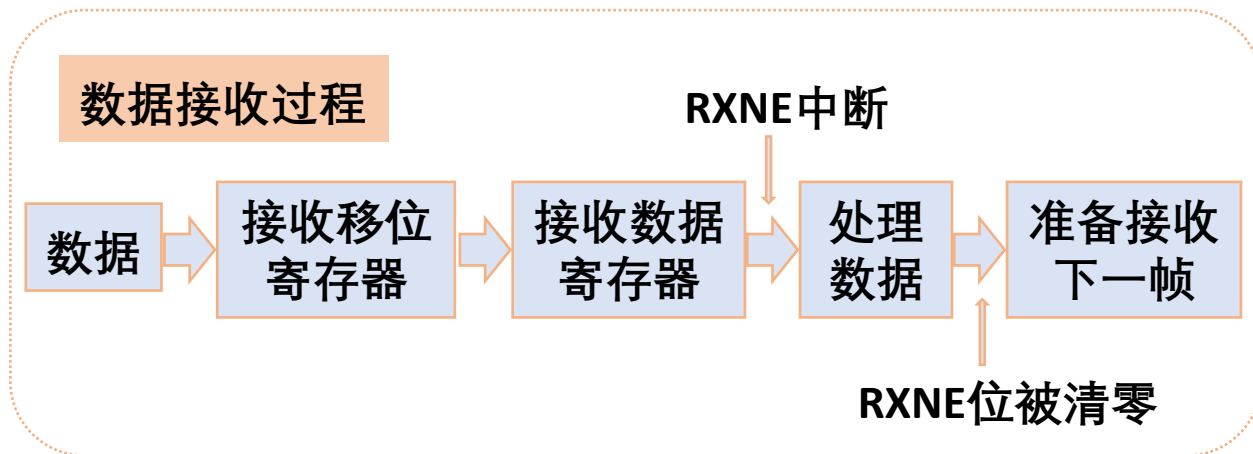 数据接收过程
RXNE中断
数据
接收移位
寄存器
接收数据
寄存器
处理
数据
准备接收
下一帧
RXNE位被清零